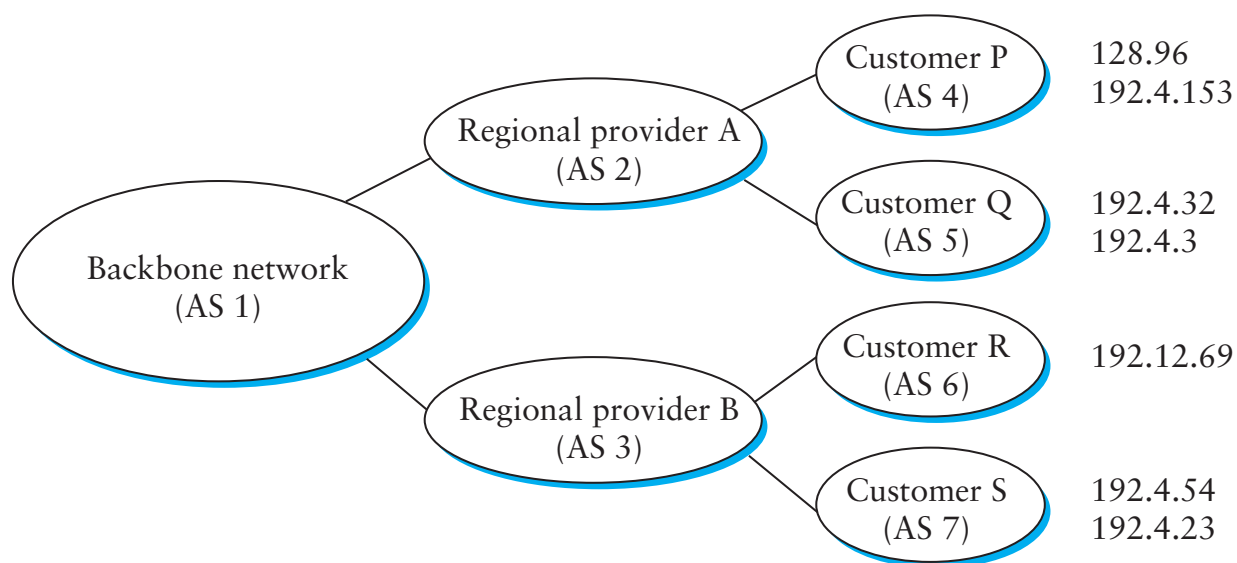 Customer P
(AS 4)
128.96
192.4.153
Regional provider A
(AS 2)
Customer Q
(AS 5)
192.4.32
192.4.3
Backbone network
(AS 1)
Customer R
(AS 6)
192.12.69
Regional provider B
(AS 3)
Customer S
(AS 7)
192.4.54
192.4.23